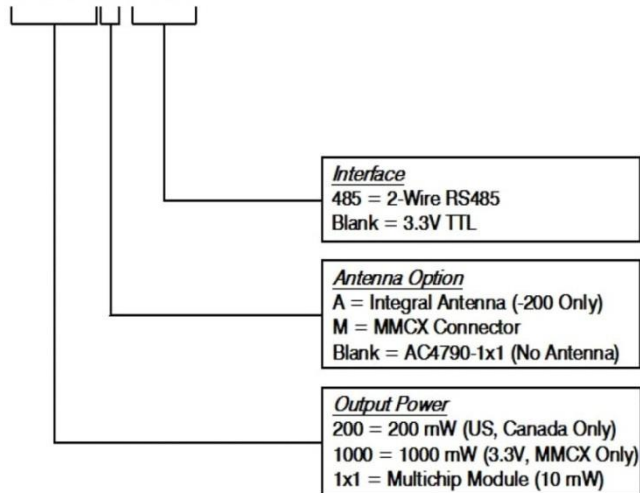 Interface
485 = 2-Wire RS485
Blank = 3.3V TTL
Antenna Option
A = Integral Antenna (-200 Only)
M = MMCX Connector
Blank = AC4790-1x1 (No Antenna)
Output Power
200 = 200 mW (US, Canada Only)
1000 = 1000 mW (3.3V, MMCX Only)
1x1 = Multichip Module (10 mW)